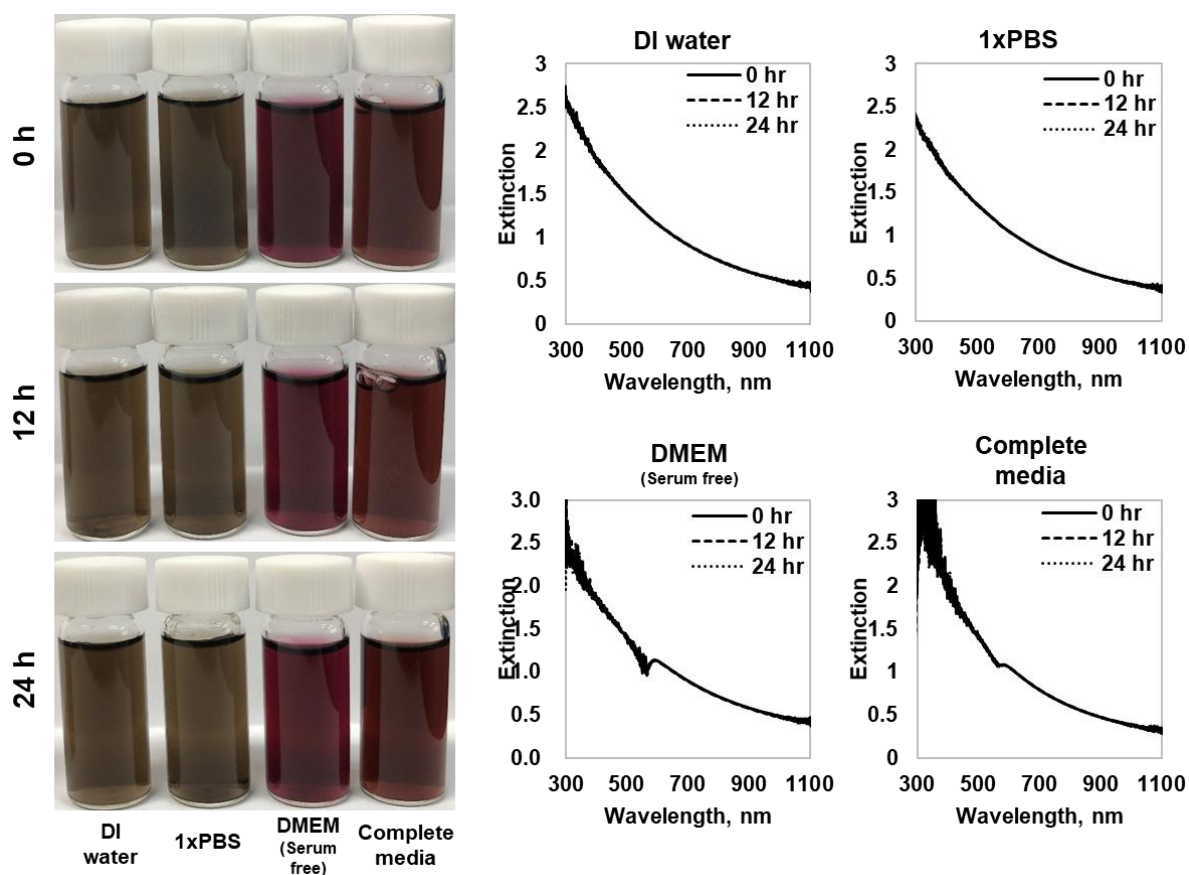 0 h
12 h
24 h
DI
water
1xPBS
DMEM
(Serum
free)
Complete
media
DI water
Extinction
3
2.5
2
1.5
1
0.5
0
0 hr
12 hr
24 hr
300 500 700 900 1100
Wavelength, nm
1xPBS
Extinction
3
2.5
2
1.5
1
0.5
0
0 hr
12 hr
24 hr
300 500 700 900 1100
Wavelength, nm
DMEM
(Serum free)
Extinction
3.0
2.5
2.0
1.5
1.0
0.5
0.0
0 hr
12 hr
24 hr
300 500 700 900 1100
Wavelength, nm
Complete
media
Extinction
3
2.5
2
1.5
1
0.5
0
0 hr
12 hr
24 hr
300 500 700 900 1100
Wavelength, nm